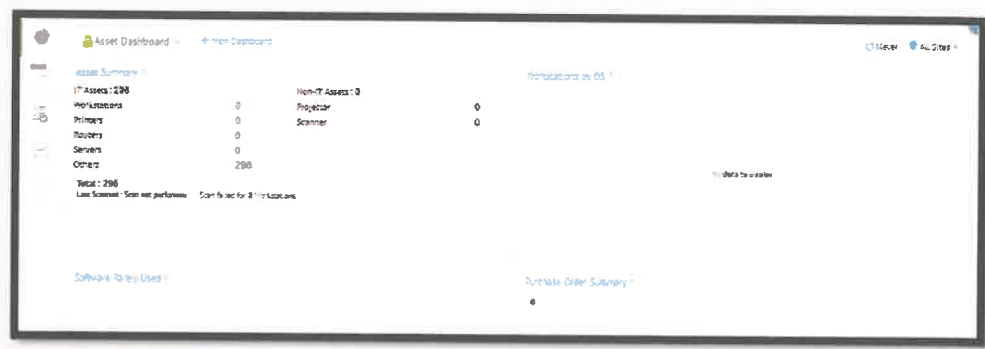 Asset Dashboard + New Dashboard
Never All Sites
Asset Summary
IT Assets : 298
Workstations 0
Printers 0
Routers 0
Servers 0
Others 298
Total : 298
Last Scanned : Scan not performed Scan failed for 0 Workstations
Non-IT Assets : 0
Projector 0
Scanner 0
Workstations by OS
No data to display
Software Rarely Used
Purchase Order Summary